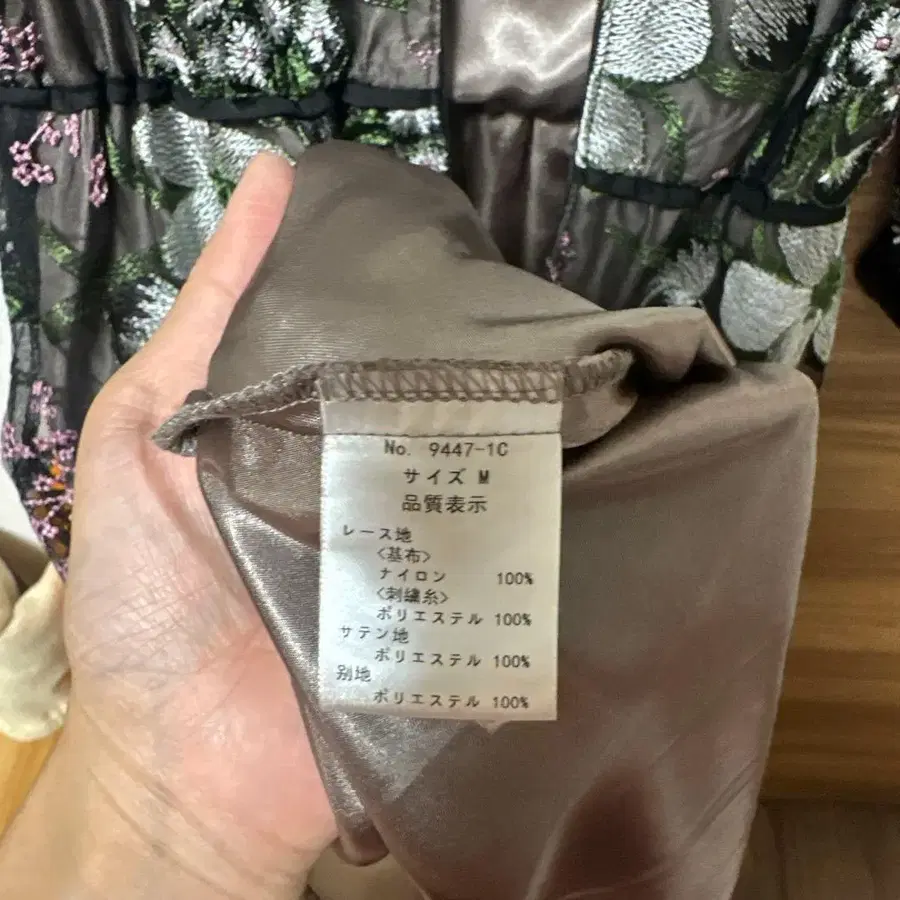 No. 9447-1C
サイズ M
品質表示
レース地
〈基布〉
ナイロン 100%
〈刺繍糸〉
ポリエステル 100%
サテン地
ポリエステル 100%
別地
ポリエステル 100%